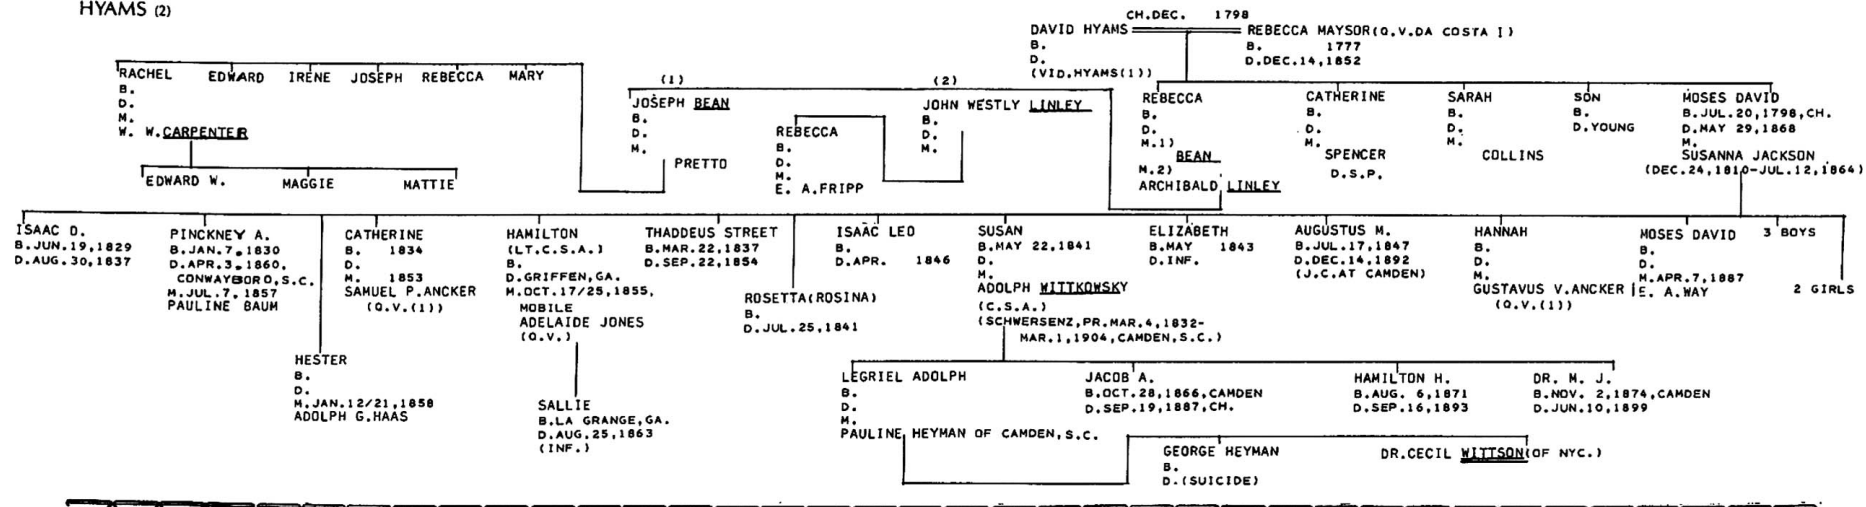 HYAMS (2)
CH.DEC. 1798
DAVID HYAMS
B.
D.
(VID.HYAMS(1))
REBECCA MAYSOR(Q.V.DA COSTA I)
B. 1777
D.DEC.14,1852
RACHEL
B.
D.
M.
W. W.CARPENTER
EDWARD
IRENE
JOSEPH
REBECCA
MARY
(1)
JOSEPH BEAN
B.
D.
M.
PRETTO
(2)
JOHN WESTLY LINLEY
B.
D.
M.
REBECCA
B.
D.
M.
E. A.FRIPP
REBECCA
B.
D.
M.1)
BEAN
M.2)
ARCHIBALD LINLEY
CATHERINE
B.
D.
M.
SPENCER
D.S.P.
SARAH
B.
D.
M.
COLLINS
SON
B.
D.YOUNG
MOSES DAVID
B.JUL.20,1798,CH.
D.MAY 29,1868
M.
SUSANNA JACKSON
(DEC.24,1810-JUL.12,1864)
EDWARD W.
MAGGIE
MATTIE
ISAAC D.
B.JUN.19,1829
D.AUG.30,1837
PINCKNEY A.
B.JAN.7,1830
D.APR.3,1860,
CONWAYBORO,S.C.
M.JUL.7,1857
PAULINE BAUM
HESTER
B.
D.
M.JAN.12/21,1858
ADOLPH G.HAAS
CATHERINE
B. 1834
D.
M. 1853
SAMUEL P.ANCKER
(Q.V.(1))
HAMILTON
(LT.C.S.A.)
B.
D.GRIFFEN,GA.
M.OCT.17/25,1855,
MOBILE
ADELAIDE JONES
(Q.V.)
SALLIE
B.LA GRANGE,GA.
D.AUG.25,1863
(INF.)
THADDEUS STREET
B.MAR.22,1837
D.SEP.22,1854
ROSETTA(ROSINA)
B.
D.JUL.25,1841
ISAAC LEO
B.
D.APR. 1846
SUSAN
B.MAY 22,1841
D.
M.
ADOLPH WITTKOWSKY
(C.S.A.)
(SCHWERSENZ,PR.MAR.4,1832-
MAR.1,1904,CAMDEN,S.C.)
ELIZABETH
B.MAY 1843
D.INF.
AUGUSTUS M.
B.JUL.17,1847
D.DEC.14,1892
(J.C.AT CAMDEN)
HANNAH
B.
D.
M.
GUSTAVUS V.ANCKER
(Q.V.(1))
MOSES DAVID
B.
D.
M.APR.7,1887
E. A.WAY
3 BOYS
2 GIRLS
LEGRIEL ADOLPH
B.
D.
M.
PAULINE HEYMAN OF CAMDEN,S.C.
JACOB A.
B.OCT.28,1866,CAMDEN
D.SEP.19,1887,CH.
HAMILTON H.
B.AUG. 6,1871
D.SEP.16,1893
DR. M. J.
B.NOV. 2,1874,CAMDEN
D.JUN.10,1899
GEORGE HEYMAN
B.
D.(SUICIDE)
DR.CECIL WITTSON(OF NYC.)